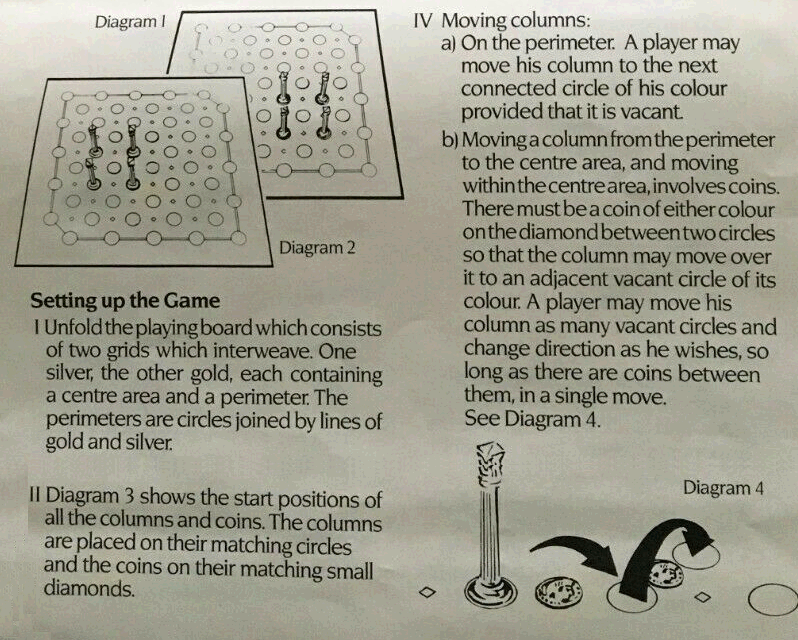 Diagram 1
Diagram 2
Setting up the Game
I Unfold the playing board which consists
of two grids which interweave. One
silver, the other gold, each containing
a centre area and a perimeter. The
perimeters are circles joined by lines of
gold and silver.
II Diagram 3 shows the start positions of
all the columns and coins. The columns
are placed on their matching circles
and the coins on their matching small
diamonds.
IV Moving columns:
a) On the perimeter. A player may
move his column to the next
connected circle of his colour
provided that it is vacant.
b) Moving a column from the perimeter
to the centre area, and moving
within the centre area, involves coins.
There must be a coin of either colour
on the diamond between two circles
so that the column may move over
it to an adjacent vacant circle of its
colour. A player may move his
column as many vacant circles and
change direction as he wishes, so
long as there are coins between
them, in a single move.
See Diagram 4.
Diagram 4